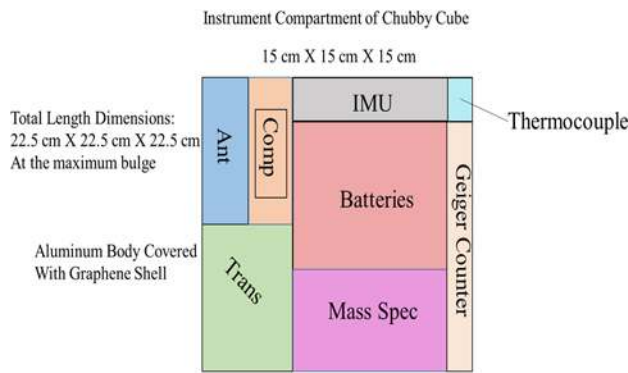 Instrument Compartment of Chubby Cube
15 cm X 15 cm X 15 cm
Total Length Dimensions:
22.5 cm X 22.5 cm X 22.5 cm
At the maximum bulge
Ant
Comp
IMU
Thermocouple
Batteries
Geiger Counter
Aluminum Body Covered
With Graphene Shell
Trans
Mass Spec